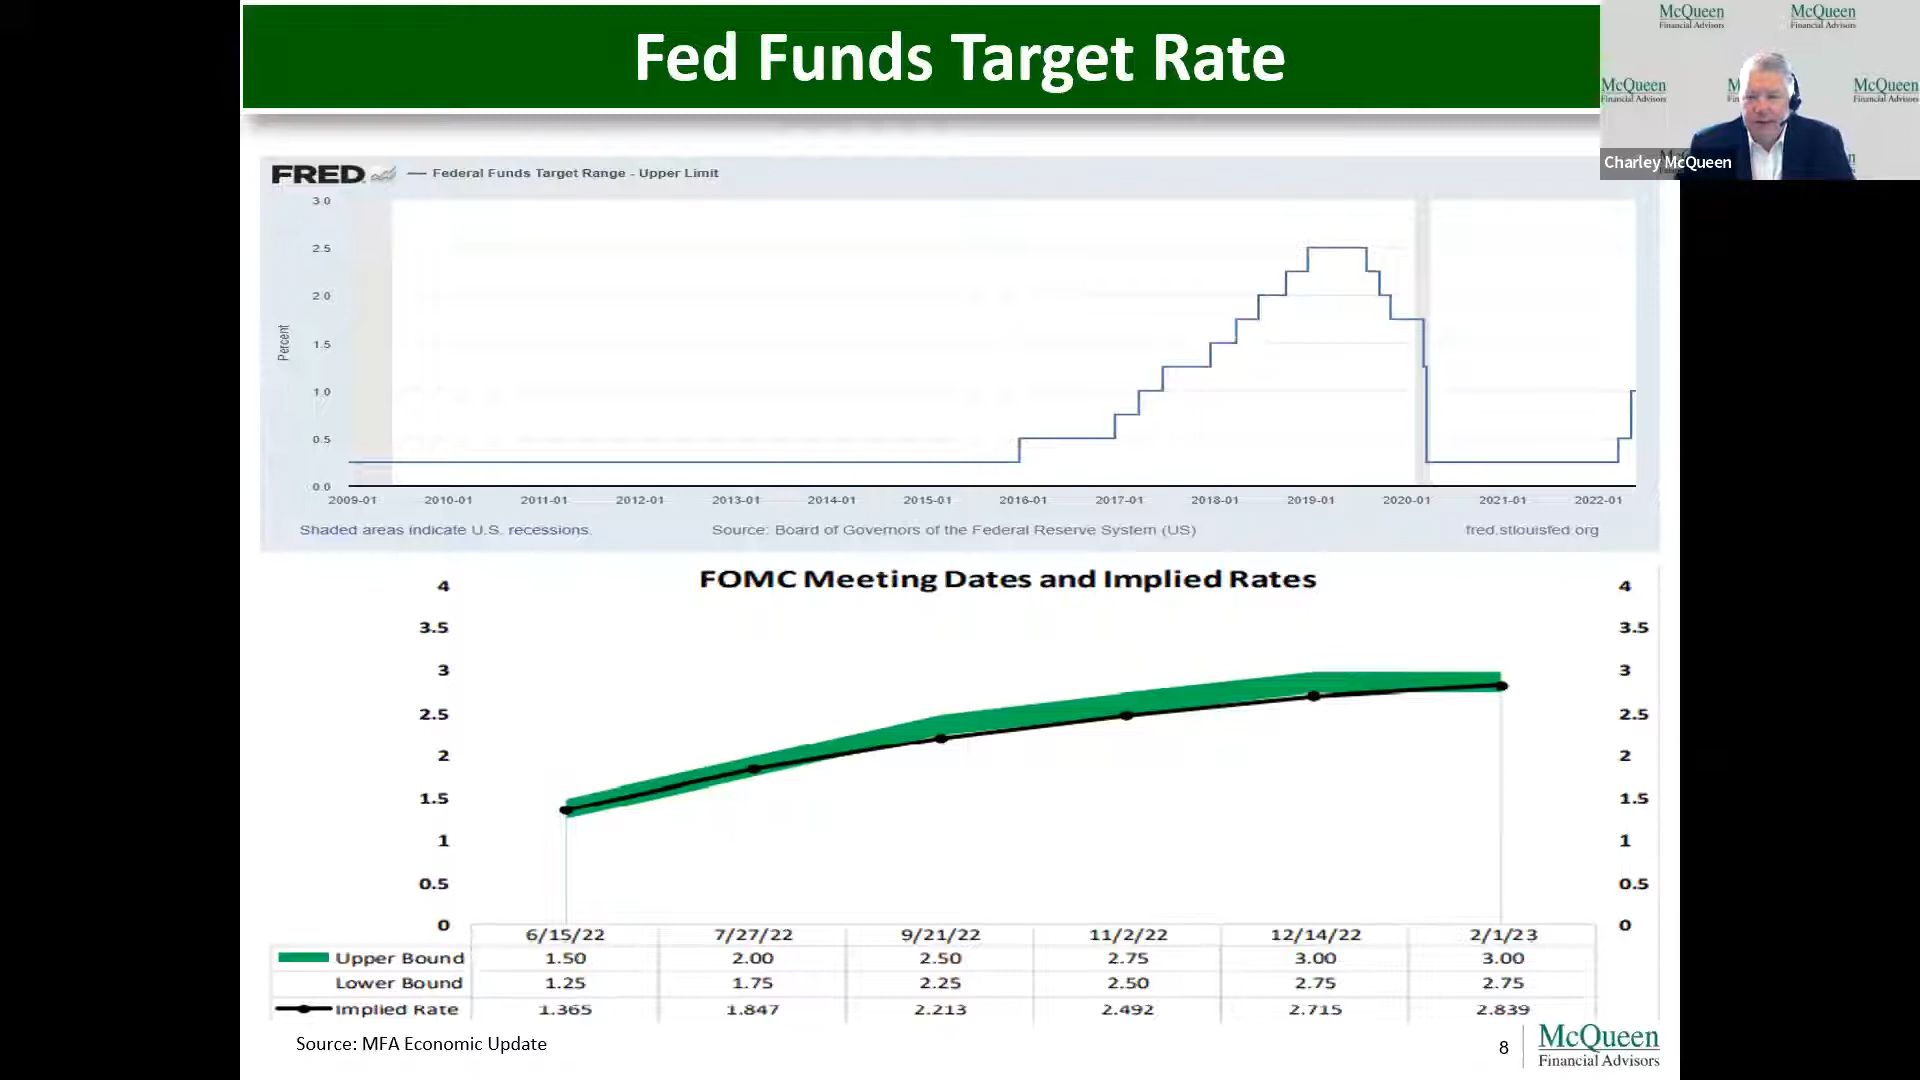 Fed Funds Target Rate
McQueen
Financial Advisors
McQueen
Financial Advisors
McQueen
Financial Advisors
McQueen
Financial Advisors
Charley McQueen
FRED
Federal Funds Target Range - Upper Limit
3.0
2.5
2.0
1.5
1.0
0.5
0.0
Percent
2009-01 2010-01 2011-01 2012-01 2013-01 2014-01 2015-01 2016-01 2017-01 2018-01 2019-01 2020-01 2021-01 2022-01
Shaded areas indicate U.S. recessions. Source: Board of Governors of the Federal Reserve System (US) fred.stlouisfed.org
FOMC Meeting Dates and Implied Rates
4 4
3.5 3.5
3 3
2.5 2.5
2 2
1.5 1.5
1 1
0.5 0.5
0 0
6/15/22 7/27/22 9/21/22 11/2/22 12/14/22 2/1/23
Upper Bound 1.50 2.00 2.50 2.75 3.00 3.00
Lower Bound 1.25 1.75 2.25 2.50 2.75 2.75
Implied Rate 1.365 1.847 2.213 2.492 2.715 2.839
Source: MFA Economic Update
8
McQueen
Financial Advisors